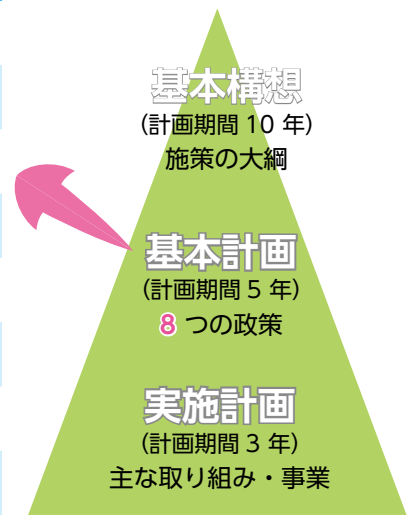 基本構想
（計画期間 10 年）
施策の大綱
基本計画
（計画期間 5 年）
8 つの政策
実施計画
（計画期間 3 年）
主な取り組み・事業